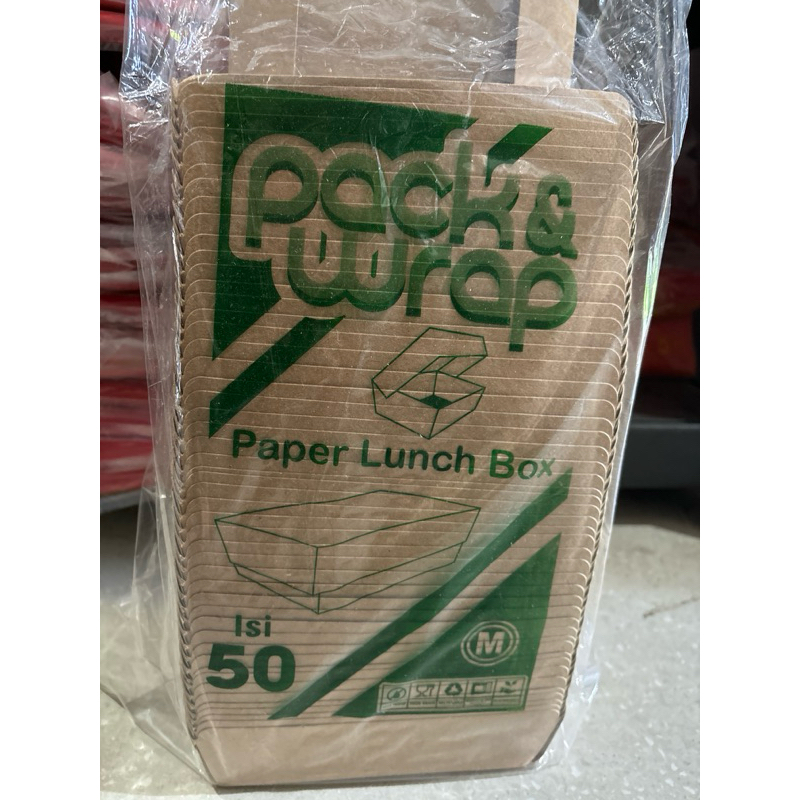 pack &
wrap
Paper Lunch Box
Isi
50
M